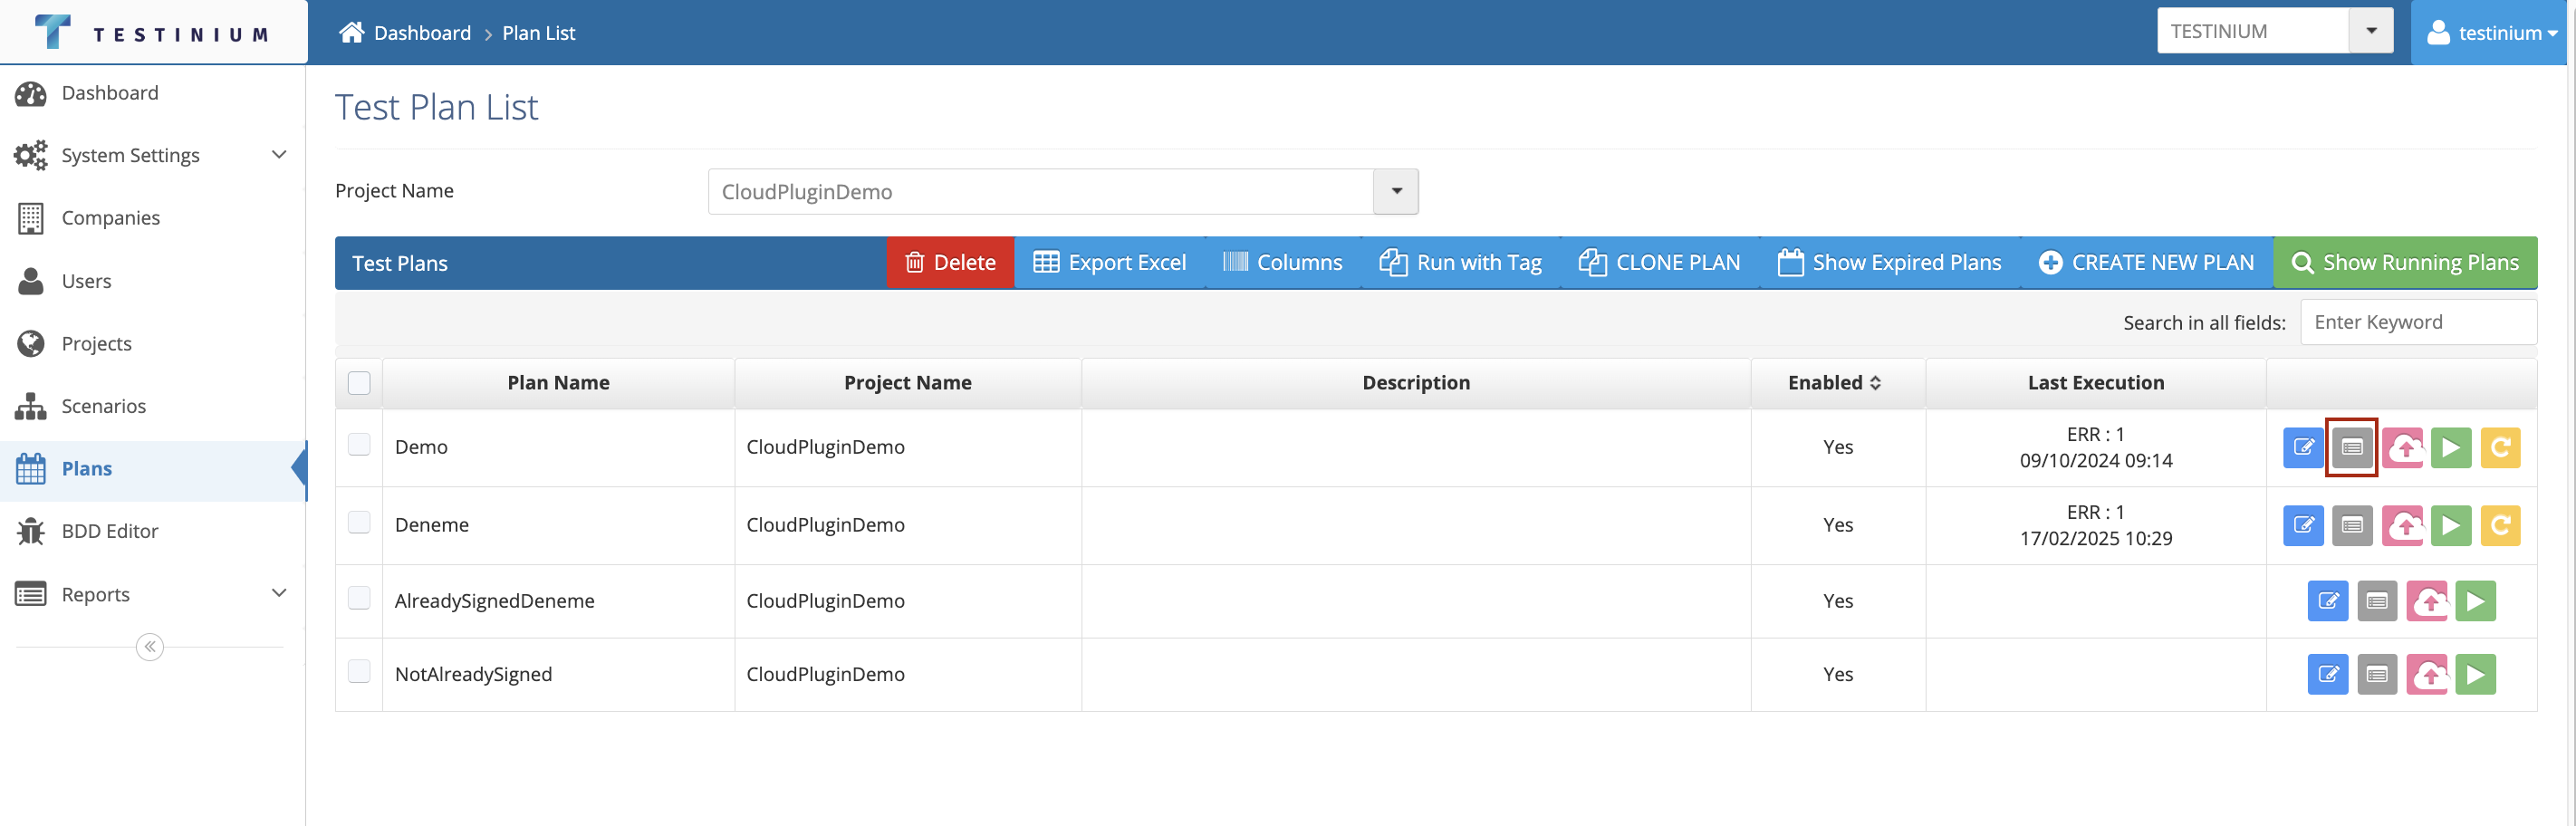 TESTINIUM
Dashboard > Plan List
TESTINIUM
testinium
Dashboard
System Settings
Companies
Users
Projects
Scenarios
Plans
BDD Editor
Reports
Test Plan List
Project Name
CloudPluginDemo
Test Plans
Delete
Export Excel
Columns
Run with Tag
CLONE PLAN
Show Expired Plans
CREATE NEW PLAN
Show Running Plans
Search in all fields:
Enter Keyword
Plan Name Project Name Description Enabled Last Execution
Demo CloudPluginDemo Yes ERR : 1
09/10/2024 09:14
Deneme CloudPluginDemo Yes ERR : 1
17/02/2025 10:29
AlreadySignedDeneme CloudPluginDemo Yes
NotAlreadySigned CloudPluginDemo Yes